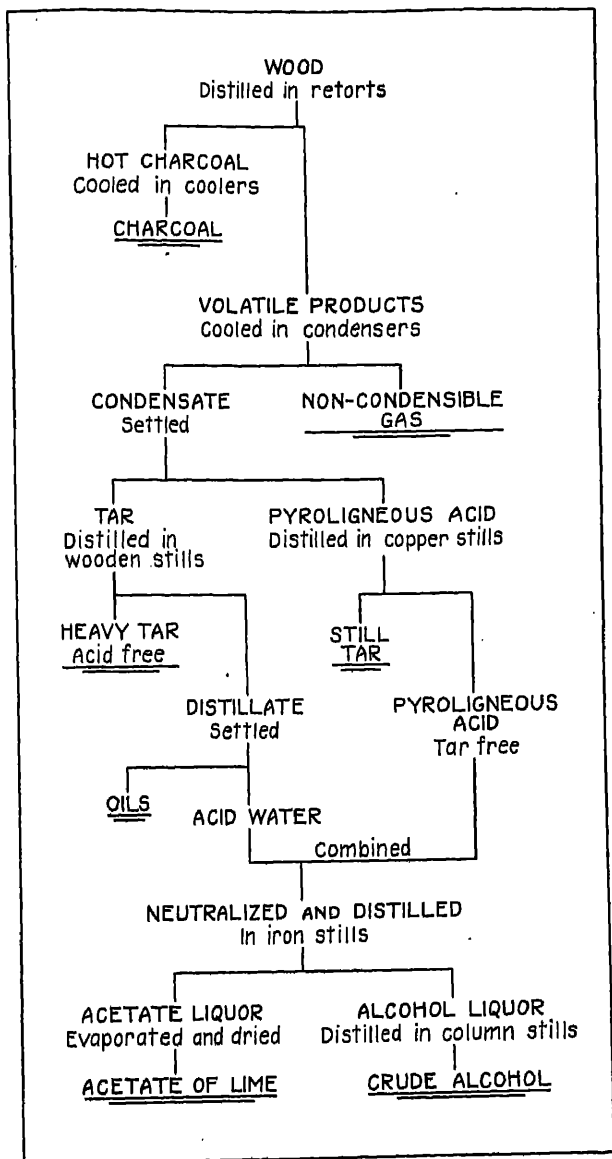 WOOD
Distilled in retorts
HOT CHARCOAL
Cooled in coolers
CHARCOAL
VOLATILE PRODUCTS
Cooled in condensers
CONDENSATE
Settled
NON-CONDENSIBLE
GAS
TAR
Distilled in
wooden stills
PYROLIGNEOUS ACID
Distilled in copper stills
HEAVY TAR
Acid free
STILL
TAR
DISTILLATE
Settled
PYROLIGNEOUS
ACID
Tar free
OILS
ACID WATER
Combined
NEUTRALIZED AND DISTILLED
In iron stills
ACETATE LIQUOR
Evaporated and dried
ACETATE OF LIME
ALCOHOL LIQUOR
Distilled in column stills
CRUDE ALCOHOL